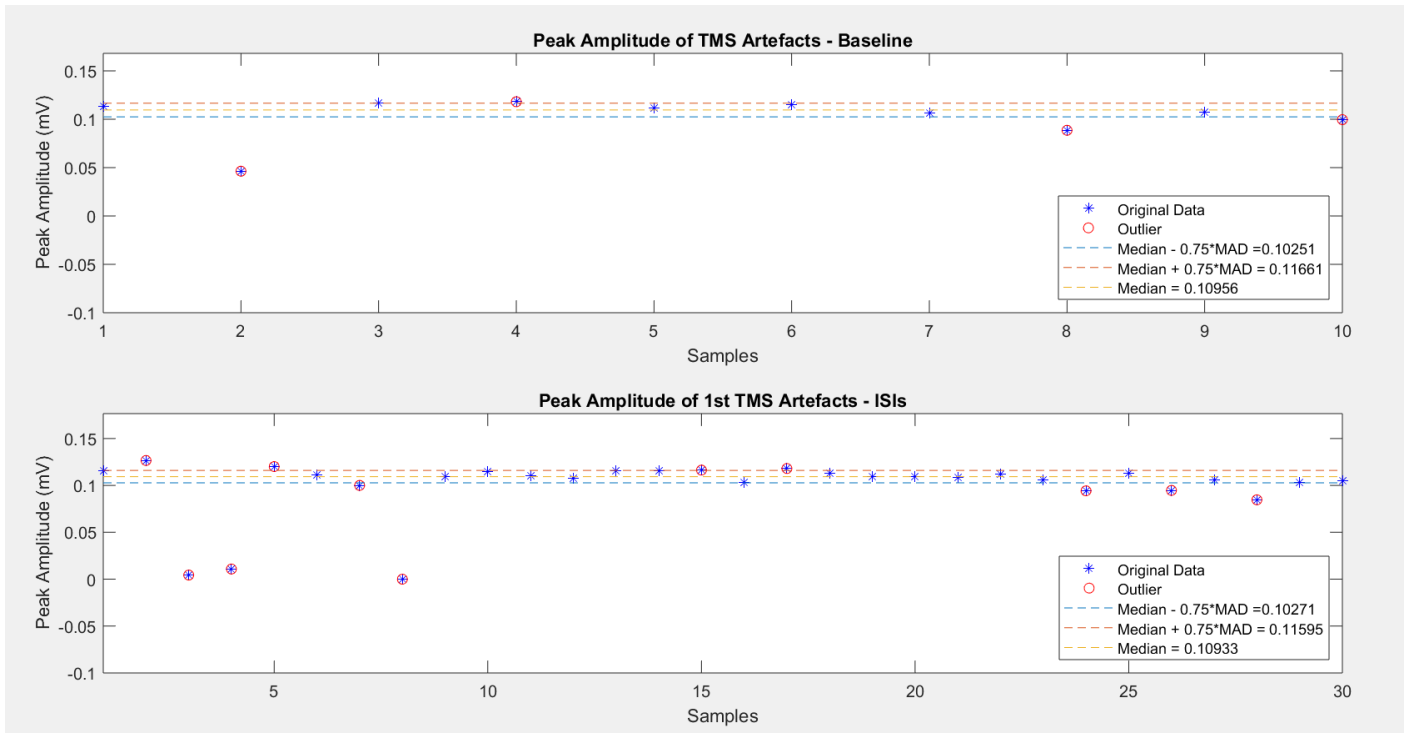 Peak Amplitude of TMS Artefacts - Baseline
Peak Amplitude (mV)
0.15
0.1
0.05
0
-0.05
-0.1
1 2 3 4 5 6 7 8 9 10
Samples
Original Data
Outlier
Median - 0.75*MAD =0.10251
Median + 0.75*MAD = 0.11661
Median = 0.10956
Peak Amplitude of 1st TMS Artefacts - ISIs
Peak Amplitude (mV)
0.15
0.1
0.05
0
-0.05
-0.1
5 10 15 20 25 30
Samples
Original Data
Outlier
Median - 0.75*MAD =0.10271
Median + 0.75*MAD = 0.11595
Median = 0.10933